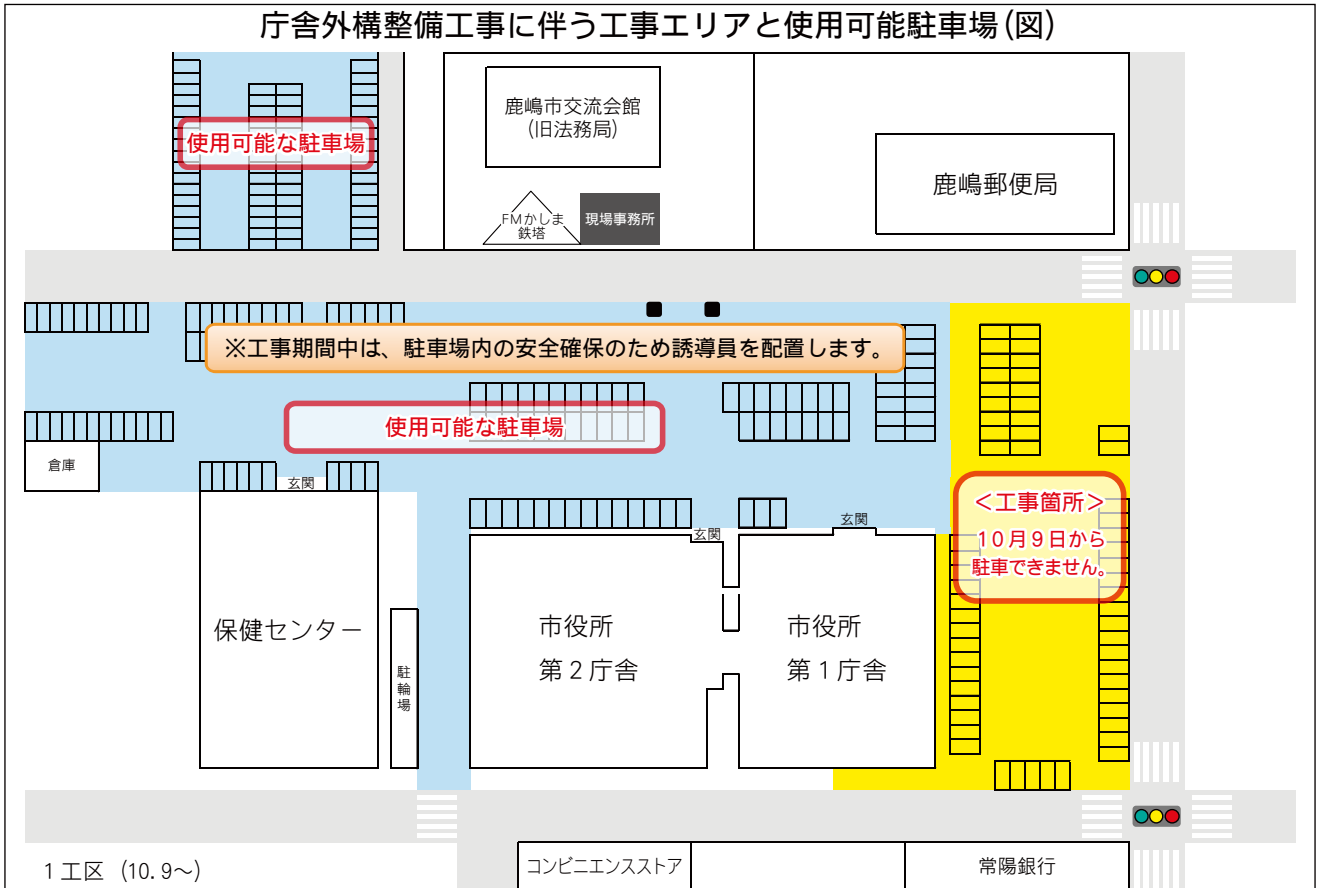 庁舎外構整備工事に伴う工事エリアと使用可能駐車場(図)
鹿嶋市交流会館
(旧法務局)
使用可能な駐車場
鹿嶋郵便局
FMかしま
鉄塔
現場事務所
※工事期間中は、駐車場内の安全確保のため誘導員を配置します。
使用可能な駐車場
倉庫
玄関
玄関
玄関
<工事箇所>
10月9日から
駐車できません。
保健センター
駐輪場
市役所
第2庁舎
市役所
第1庁舎
1工区 (10.9~)
コンビニエンスストア
常陽銀行